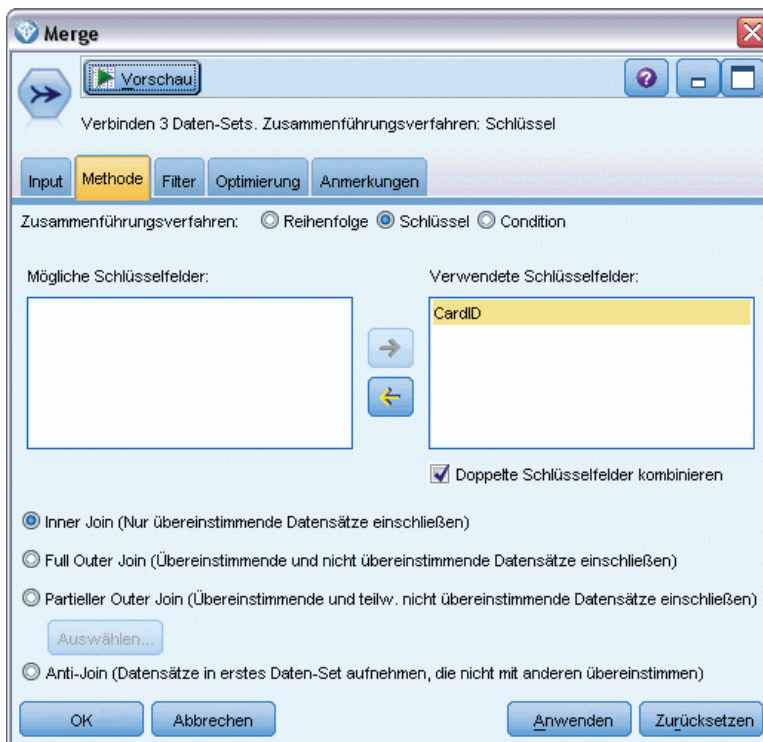 Merge
Vorschau
Verbinden 3 Daten-Sets. Zusammenführungsverfahren: Schlüssel
Input Methode Filter Optimierung Anmerkungen
Zusammenführungsverfahren: Reihenfolge Schlüssel Condition
Mögliche Schlüsselfelder: Verwendete Schlüsselfelder:
CardID
Doppelte Schlüsselfelder kombinieren
Inner Join (Nur übereinstimmende Datensätze einschließen)
Full Outer Join (Übereinstimmende und nicht übereinstimmende Datensätze einschließen)
Partieller Outer Join (Übereinstimmende und teilw. nicht übereinstimmende Datensätze einschließen)
Auswählen...
Anti-Join (Datensätze in erstes Daten-Set aufnehmen, die nicht mit anderen übereinstimmen)
OK Abbrechen Anwenden Zurücksetzen